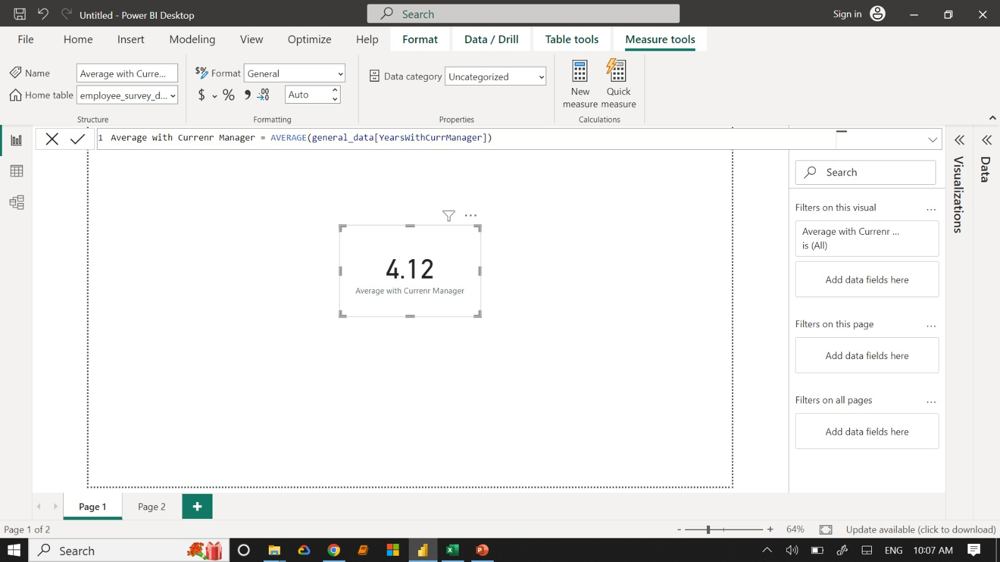 Untitled - Power BI Desktop
Search
Sign in
File Home Insert Modeling View Optimize Help Format Data / Drill Table tools Measure tools
Name Average with Curre...
Home table employee_survey_d...
Structure
$% Format General
$ % , .00 Auto
Formatting
Data category Uncategorized
Properties
New measure
Quick measure
Calculations
1 Average with Currenr Manager = AVERAGE(general_data[YearsWithCurrManager])
4.12
Average with Currenr Manager
Search
Filters on this visual ...
Average with Currenr ...
is (All)
Add data fields here
Filters on this page ...
Add data fields here
Filters on all pages ...
Add data fields here
Visualizations
Data
Page 1 Page 2 +
Page 1 of 2
- + 64% Update available (click to download)
Search
ENG 10:07 AM